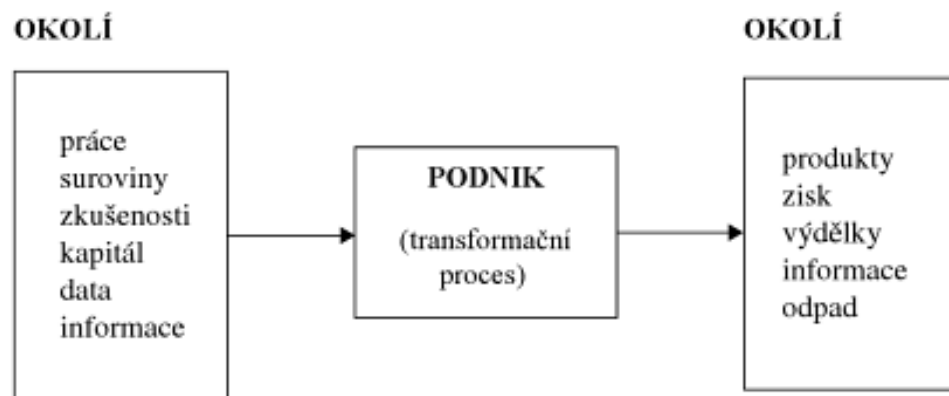 OKOLÍ
práce
suroviny
zkušenosti
kapitál
data
informace
PODNIK
(transformační
proces)
OKOLÍ
produkty
zisk
výdělky
informace
odpad